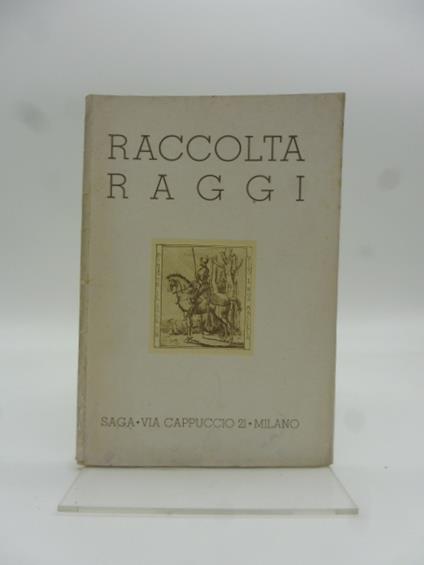 RACCOLTA
RAGGI
SAGA • VIA CAPPUCCIO 21 • MILANO